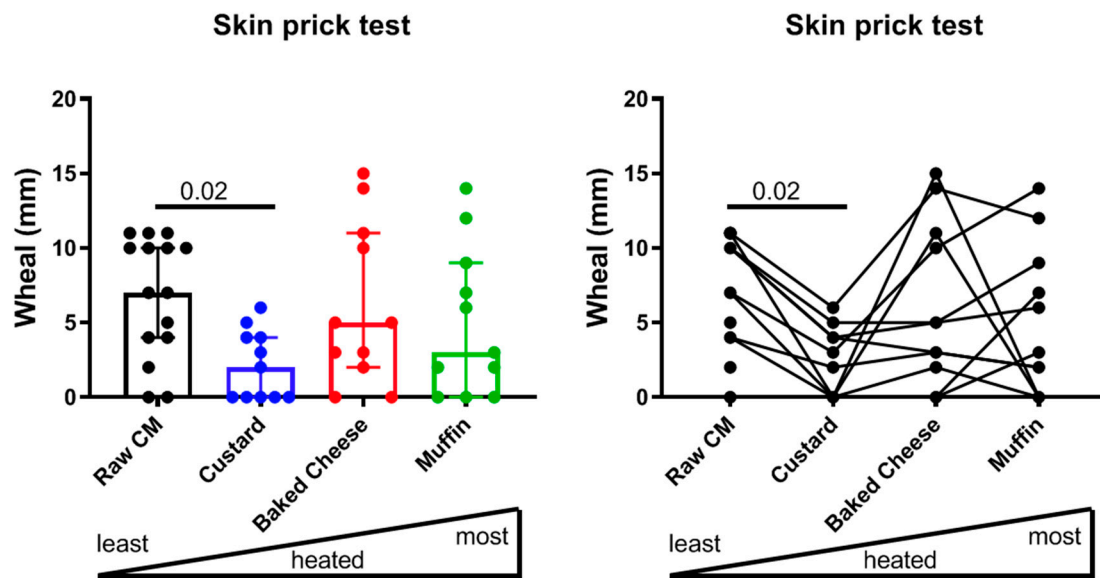 Skin prick test
20
15
10
5
0
Wheal (mm)
0.02
Raw CM
Custard
Baked Cheese
Muffin
least
heated
most
Skin prick test
20
15
10
5
0
Wheal (mm)
0.02
Raw CM
Custard
Baked Cheese
Muffin
least
heated
most